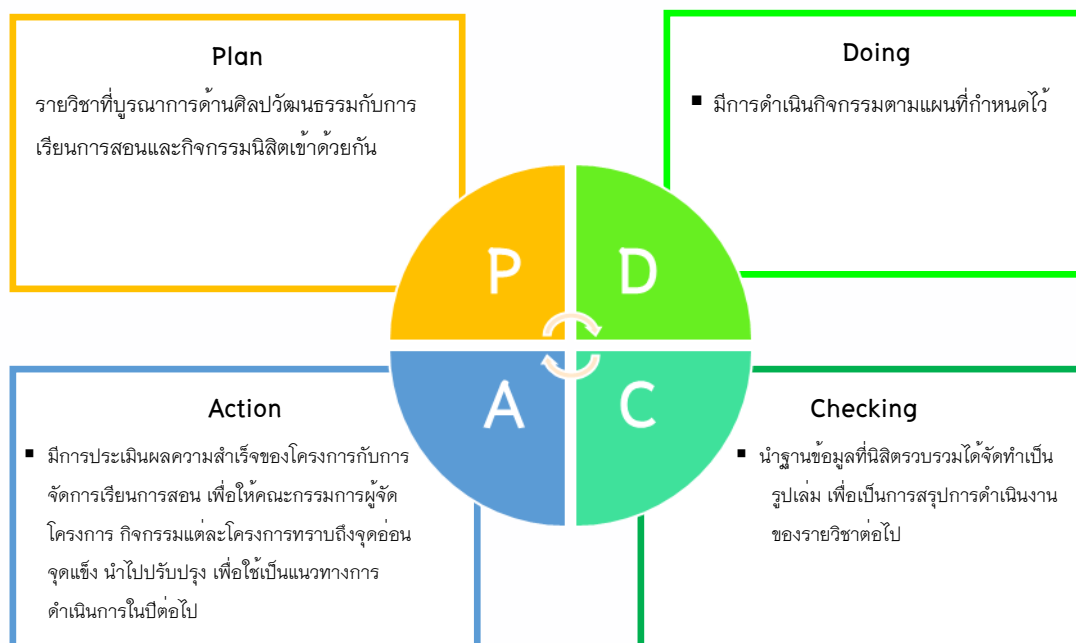 Plan
รายวิชาที่บูรณาการด้านศิลปวัฒนธรรมกับการ
เรียนการสอนและกิจกรรมนิสิตเข้าด้วยกัน
Doing
▪ มีการดำเนินกิจกรรมตามแผนที่กำหนดไว้
P
D
A
C
Action
▪ มีการประเมินผลความสำเร็จของโครงการกับการ
จัดการเรียนการสอน เพื่อให้คณะกรรมการผู้จัด
โครงการ กิจกรรมแต่ละโครงการทราบถึงจุดอ่อน
จุดแข็ง นำไปปรับปรุง เพื่อใช้เป็นแนวทางการ
ดำเนินการในปีต่อไป
Checking
▪ นำฐานข้อมูลที่นิสิตรวบรวมได้จัดทำเป็น
รูปเล่ม เพื่อเป็นการสรุปการดำเนินงาน
ของรายวิชาต่อไป